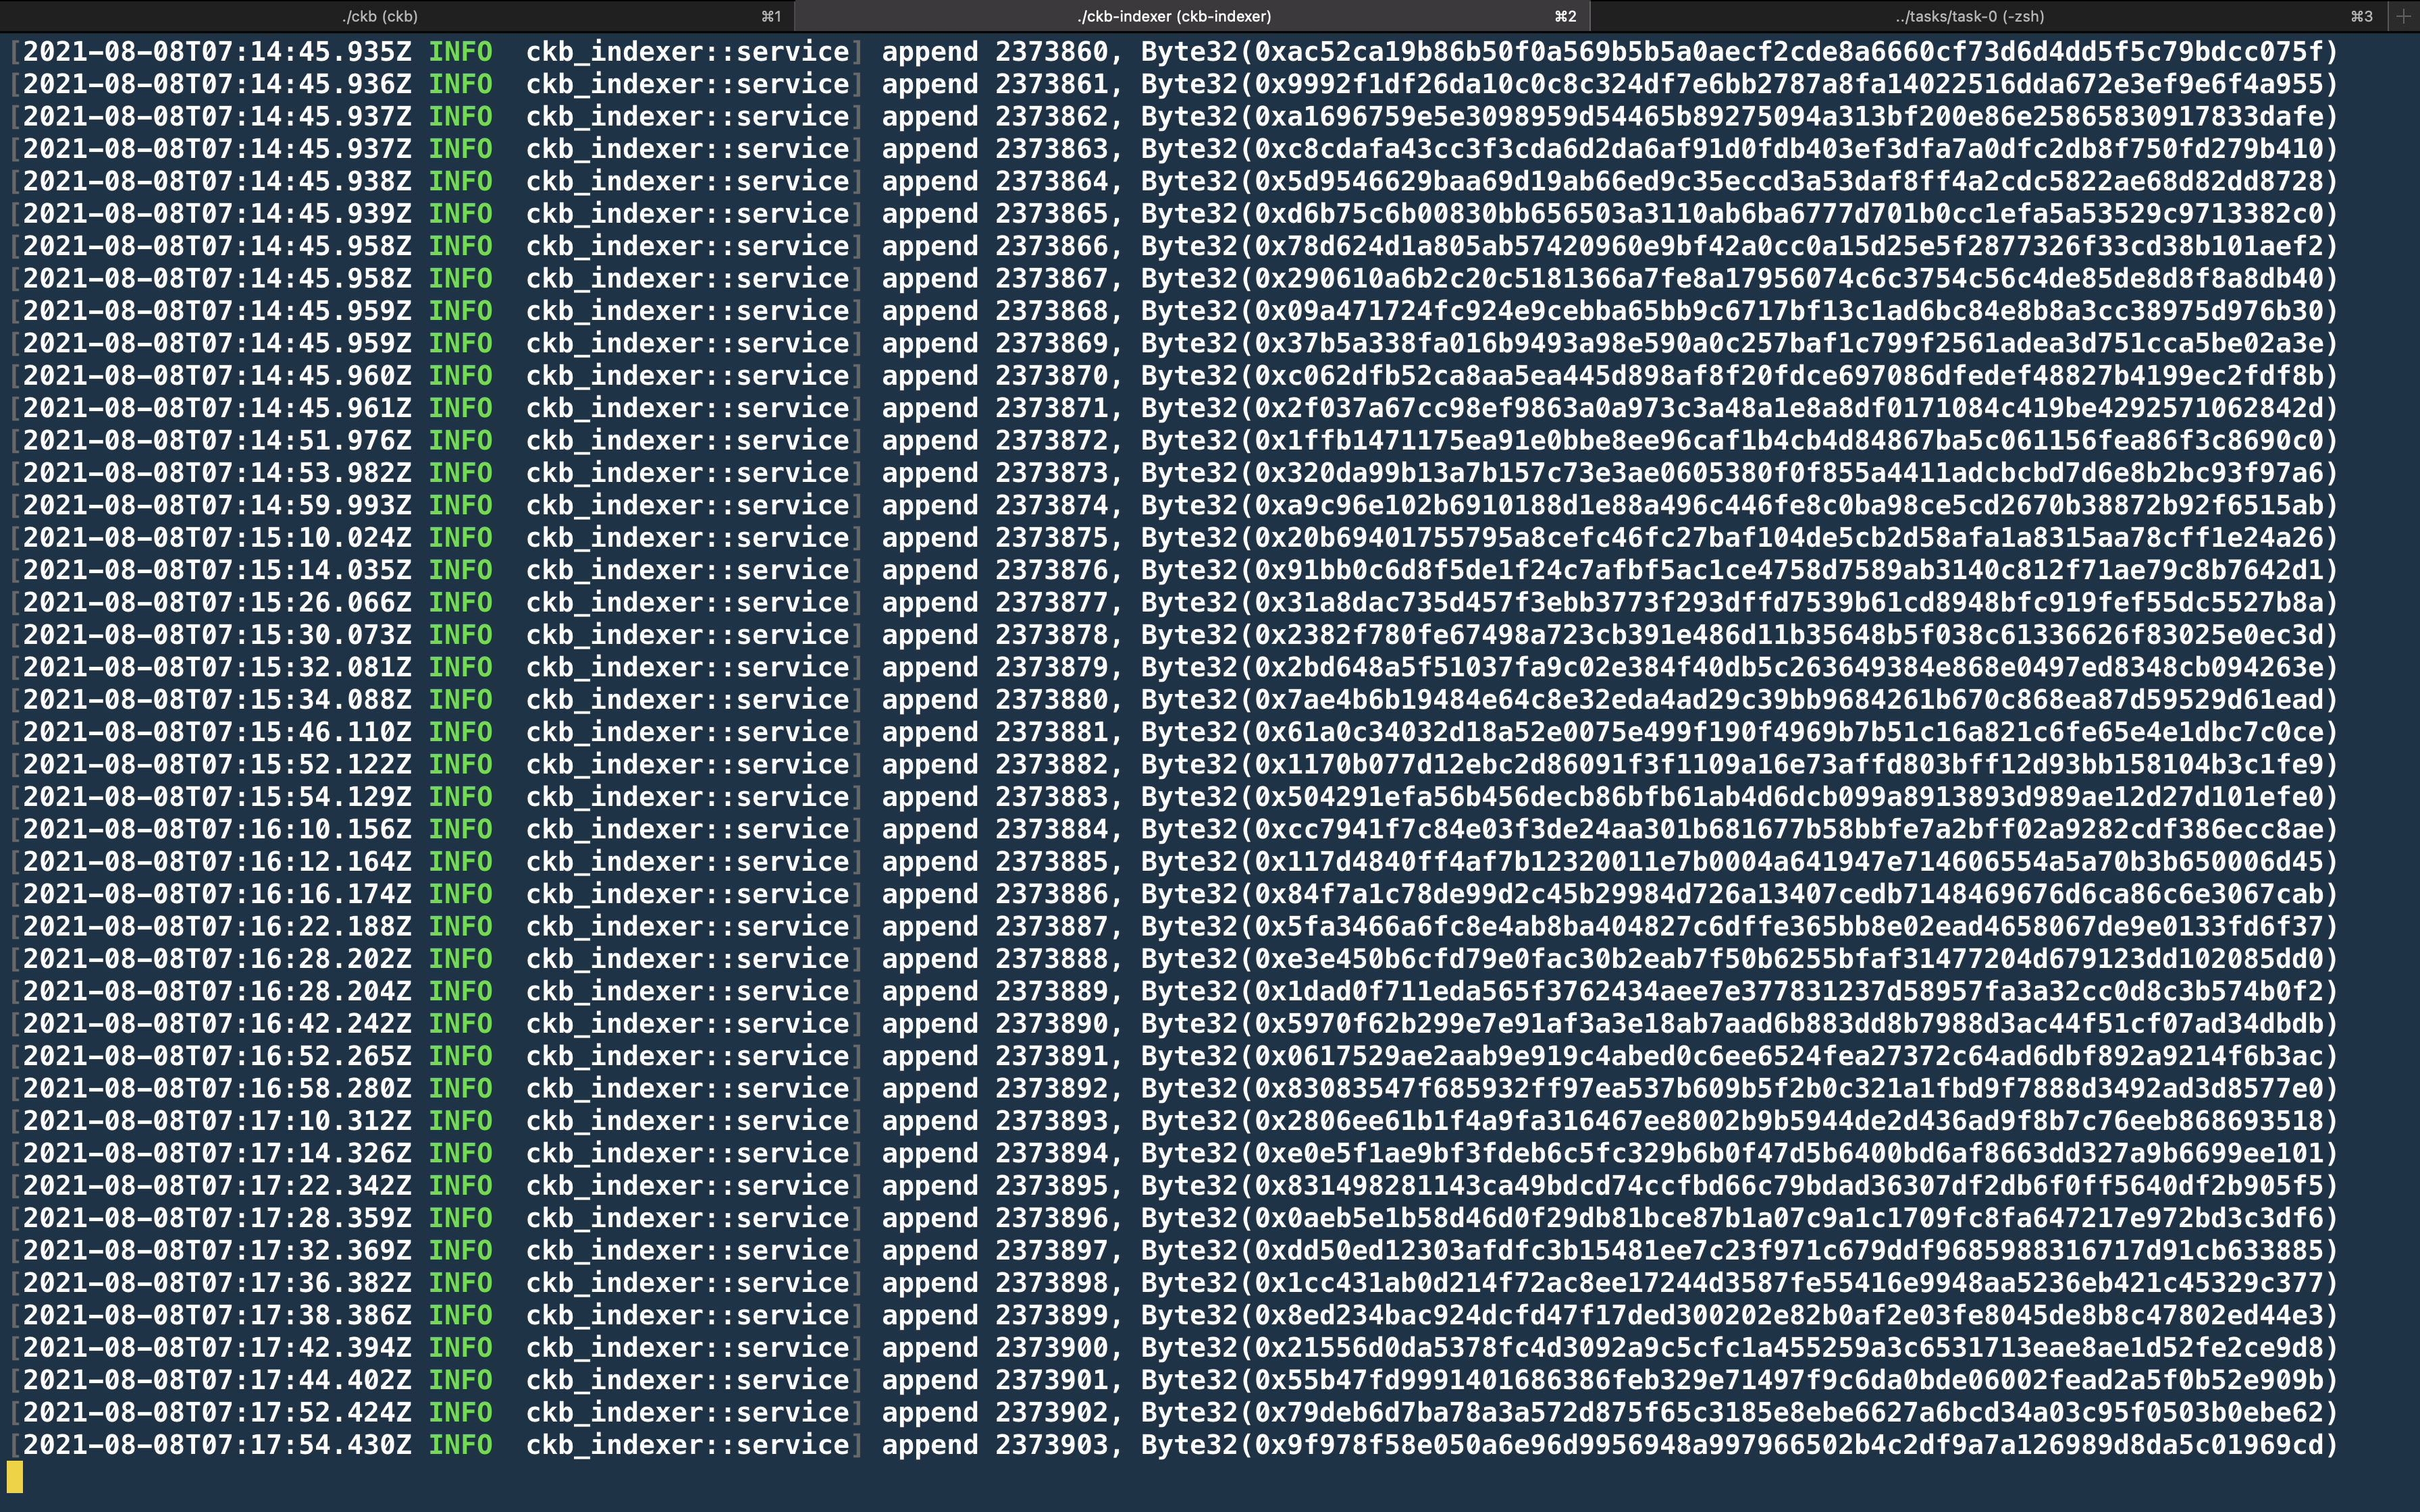 ./ckb (ckb) ⌘1 ./ckb-indexer (ckb-indexer) ⌘2 ../tasks/task-0 (-zsh) ⌘3 +
[2021-08-08T07:14:45.935Z INFO  ckb_indexer::service] append 2373860, Byte32(0xac52ca19b86b50f0a569b5b5a0aecf2cde8a6660cf73d6d4dd5f5c79bdcc075f)
[2021-08-08T07:14:45.936Z INFO  ckb_indexer::service] append 2373861, Byte32(0x9992f1df26da10c0c8c324df7e6bb2787a8fa14022516dda672e3ef9e6f4a955)
[2021-08-08T07:14:45.937Z INFO  ckb_indexer::service] append 2373862, Byte32(0xa1696759e5e3098959d54465b89275094a313bf200e86e25865830917833dafe)
[2021-08-08T07:14:45.937Z INFO  ckb_indexer::service] append 2373863, Byte32(0xc8cdafa43cc3f3cda6d2da6af91d0fdb403ef3dfa7a0dfc2db8f750fd279b410)
[2021-08-08T07:14:45.938Z INFO  ckb_indexer::service] append 2373864, Byte32(0x5d9546629baa69d19ab66ed9c35eccd3a53daf8ff4a2cdc5822ae68d82dd8728)
[2021-08-08T07:14:45.939Z INFO  ckb_indexer::service] append 2373865, Byte32(0xd6b75c6b00830bb656503a3110ab6ba6777d701b0cc1efa5a53529c9713382c0)
[2021-08-08T07:14:45.958Z INFO  ckb_indexer::service] append 2373866, Byte32(0x78d624d1a805ab57420960e9bf42a0cc0a15d25e5f2877326f33cd38b101aef2)
[2021-08-08T07:14:45.958Z INFO  ckb_indexer::service] append 2373867, Byte32(0x290610a6b2c20c5181366a7fe8a17956074c6c3754c56c4de85de8d8f8a8db40)
[2021-08-08T07:14:45.959Z INFO  ckb_indexer::service] append 2373868, Byte32(0x09a471724fc924e9cebba65bb9c6717bf13c1ad6bc84e8b8a3cc38975d976b30)
[2021-08-08T07:14:45.959Z INFO  ckb_indexer::service] append 2373869, Byte32(0x37b5a338fa016b9493a98e590a0c257baf1c799f2561adea3d751cca5be02a3e)
[2021-08-08T07:14:45.960Z INFO  ckb_indexer::service] append 2373870, Byte32(0xc062dfb52ca8aa5ea445d898af8f20fdce697086dfedef48827b4199ec2fdf8b)
[2021-08-08T07:14:45.961Z INFO  ckb_indexer::service] append 2373871, Byte32(0x2f037a67cc98ef9863a0a973c3a48a1e8a8df0171084c419be4292571062842d)
[2021-08-08T07:14:51.976Z INFO  ckb_indexer::service] append 2373872, Byte32(0x1ffb1471175ea91e0bbe8ee96caf1b4cb4d84867ba5c061156fea86f3c8690c0)
[2021-08-08T07:14:53.982Z INFO  ckb_indexer::service] append 2373873, Byte32(0x320da99b13a7b157c73e3ae0605380f0f855a4411adcbcbd7d6e8b2bc93f97a6)
[2021-08-08T07:14:59.993Z INFO  ckb_indexer::service] append 2373874, Byte32(0xa9c96e102b6910188d1e88a496c446fe8c0ba98ce5cd2670b38872b92f6515ab)
[2021-08-08T07:15:10.024Z INFO  ckb_indexer::service] append 2373875, Byte32(0x20b69401755795a8cefc46fc27baf104de5cb2d58afa1a8315aa78cff1e24a26)
[2021-08-08T07:15:14.035Z INFO  ckb_indexer::service] append 2373876, Byte32(0x91bb0c6d8f5de1f24c7afbf5ac1ce4758d7589ab3140c812f71ae79c8b7642d1)
[2021-08-08T07:15:26.066Z INFO  ckb_indexer::service] append 2373877, Byte32(0x31a8dac735d457f3ebb3773f293dffd7539b61cd8948bfc919fef55dc5527b8a)
[2021-08-08T07:15:30.073Z INFO  ckb_indexer::service] append 2373878, Byte32(0x2382f780fe67498a723cb391e486d11b35648b5f038c61336626f83025e0ec3d)
[2021-08-08T07:15:32.081Z INFO  ckb_indexer::service] append 2373879, Byte32(0x2bd648a5f51037fa9c02e384f40db5c263649384e868e0497ed8348cb094263e)
[2021-08-08T07:15:34.088Z INFO  ckb_indexer::service] append 2373880, Byte32(0x7ae4b6b19484e64c8e32eda4ad29c39bb9684261b670c868ea87d59529d61ead)
[2021-08-08T07:15:46.110Z INFO  ckb_indexer::service] append 2373881, Byte32(0x61a0c34032d18a52e0075e499f190f4969b7b51c16a821c6fe65e4e1dbc7c0ce)
[2021-08-08T07:15:52.122Z INFO  ckb_indexer::service] append 2373882, Byte32(0x1170b077d12ebc2d86091f3f1109a16e73affd803bff12d93bb158104b3c1fe9)
[2021-08-08T07:15:54.129Z INFO  ckb_indexer::service] append 2373883, Byte32(0x504291efa56b456decb86bfb61ab4d6dcb099a8913893d989ae12d27d101efe0)
[2021-08-08T07:16:10.156Z INFO  ckb_indexer::service] append 2373884, Byte32(0xcc7941f7c84e03f3de24aa301b681677b58bbfe7a2bff02a9282cdf386ecc8ae)
[2021-08-08T07:16:12.164Z INFO  ckb_indexer::service] append 2373885, Byte32(0x117d4840ff4af7b12320011e7b0004a641947e714606554a5a70b3b650006d45)
[2021-08-08T07:16:16.174Z INFO  ckb_indexer::service] append 2373886, Byte32(0x84f7a1c78de99d2c45b29984d726a13407cedb7148469676d6ca86c6e3067cab)
[2021-08-08T07:16:22.188Z INFO  ckb_indexer::service] append 2373887, Byte32(0x5fa3466a6fc8e4ab8ba404827c6dffe365bb8e02ead4658067de9e0133fd6f37)
[2021-08-08T07:16:28.202Z INFO  ckb_indexer::service] append 2373888, Byte32(0xe3e450b6cfd79e0fac30b2eab7f50b6255bfaf31477204d679123dd102085dd0)
[2021-08-08T07:16:28.204Z INFO  ckb_indexer::service] append 2373889, Byte32(0x1dad0f711eda565f3762434aee7e377831237d58957fa3a32cc0d8c3b574b0f2)
[2021-08-08T07:16:42.242Z INFO  ckb_indexer::service] append 2373890, Byte32(0x5970f62b299e7e91af3a3e18ab7aad6b883dd8b7988d3ac44f51cf07ad34dbdb)
[2021-08-08T07:16:52.265Z INFO  ckb_indexer::service] append 2373891, Byte32(0x0617529ae2aab9e919c4abed0c6ee6524fea27372c64ad6dbf892a9214f6b3ac)
[2021-08-08T07:16:58.280Z INFO  ckb_indexer::service] append 2373892, Byte32(0x83083547f685932ff97ea537b609b5f2b0c321a1fbd9f7888d3492ad3d8577e0)
[2021-08-08T07:17:10.312Z INFO  ckb_indexer::service] append 2373893, Byte32(0x2806ee61b1f4a9fa316467ee8002b9b5944de2d436ad9f8b7c76eeb868693518)
[2021-08-08T07:17:14.326Z INFO  ckb_indexer::service] append 2373894, Byte32(0xe0e5f1ae9bf3fdeb6c5fc329b6b0f47d5b6400bd6af8663dd327a9b6699ee101)
[2021-08-08T07:17:22.342Z INFO  ckb_indexer::service] append 2373895, Byte32(0x831498281143ca49bdcd74ccfbd66c79bdad36307df2db6f0ff5640df2b905f5)
[2021-08-08T07:17:28.359Z INFO  ckb_indexer::service] append 2373896, Byte32(0x0aeb5e1b58d46d0f29db81bce87b1a07c9a1c1709fc8fa647217e972bd3c3df6)
[2021-08-08T07:17:32.369Z INFO  ckb_indexer::service] append 2373897, Byte32(0xdd50ed12303afdfc3b15481ee7c23f971c679ddf9685988316717d91cb633885)
[2021-08-08T07:17:36.382Z INFO  ckb_indexer::service] append 2373898, Byte32(0x1cc431ab0d214f72ac8ee17244d3587fe55416e9948aa5236eb421c45329c377)
[2021-08-08T07:17:38.386Z INFO  ckb_indexer::service] append 2373899, Byte32(0x8ed234bac924dcfd47f17ded300202e82b0af2e03fe8045de8b8c47802ed44e3)
[2021-08-08T07:17:42.394Z INFO  ckb_indexer::service] append 2373900, Byte32(0x21556d0da5378fc4d3092a9c5cfc1a455259a3c6531713eae8ae1d52fe2ce9d8)
[2021-08-08T07:17:44.402Z INFO  ckb_indexer::service] append 2373901, Byte32(0x55b47fd9991401686386feb329e71497f9c6da0bde06002fead2a5f0b52e909b)
[2021-08-08T07:17:52.424Z INFO  ckb_indexer::service] append 2373902, Byte32(0x79deb6d7ba78a3a572d875f65c3185e8ebe6627a6bcd34a03c95f0503b0ebe62)
[2021-08-08T07:17:54.430Z INFO  ckb_indexer::service] append 2373903, Byte32(0x9f978f58e050a6e96d9956948a997966502b4c2df9a7a126989d8da5c01969cd)